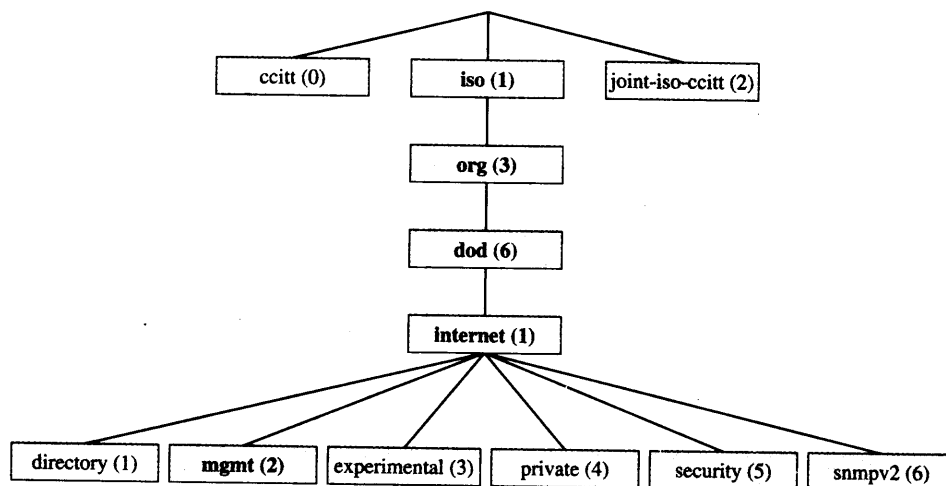 ccitt (0)
iso (1)
joint-iso-ccitt (2)
org (3)
dod (6)
internet (1)
directory (1)
mgmt (2)
experimental (3)
private (4)
security (5)
snmpv2 (6)